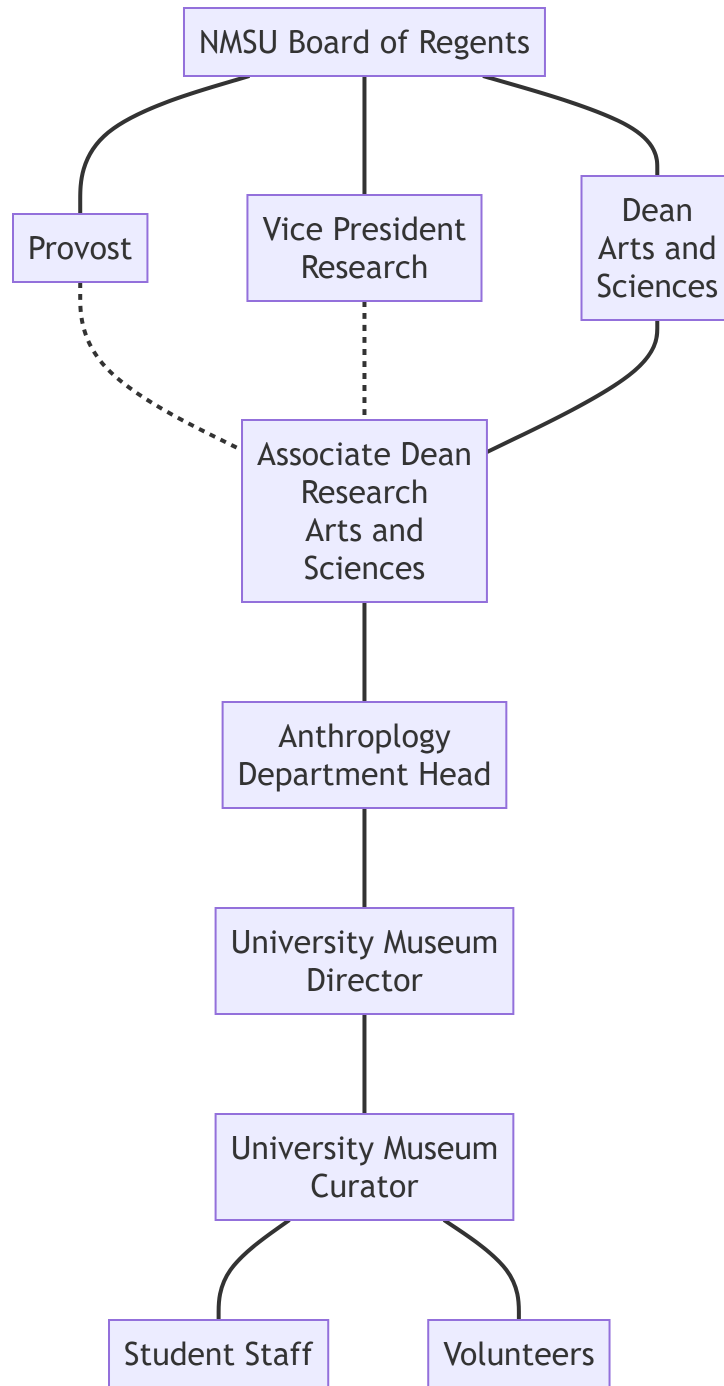 NMSU Board of Regents
Provost
Vice President
Research
Dean
Arts and
Sciences
Associate Dean
Research
Arts and
Sciences
Anthroplogy
Department Head
University Museum
Director
University Museum
Curator
Student Staff
Volunteers